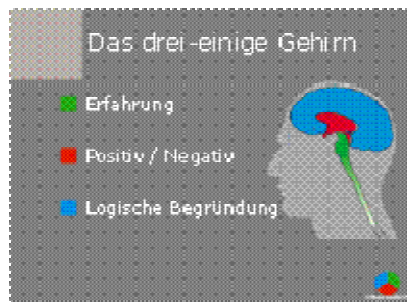 Das drei-einige Gehirn
Erfahrung
Positiv / Negativ
Logische Begründung